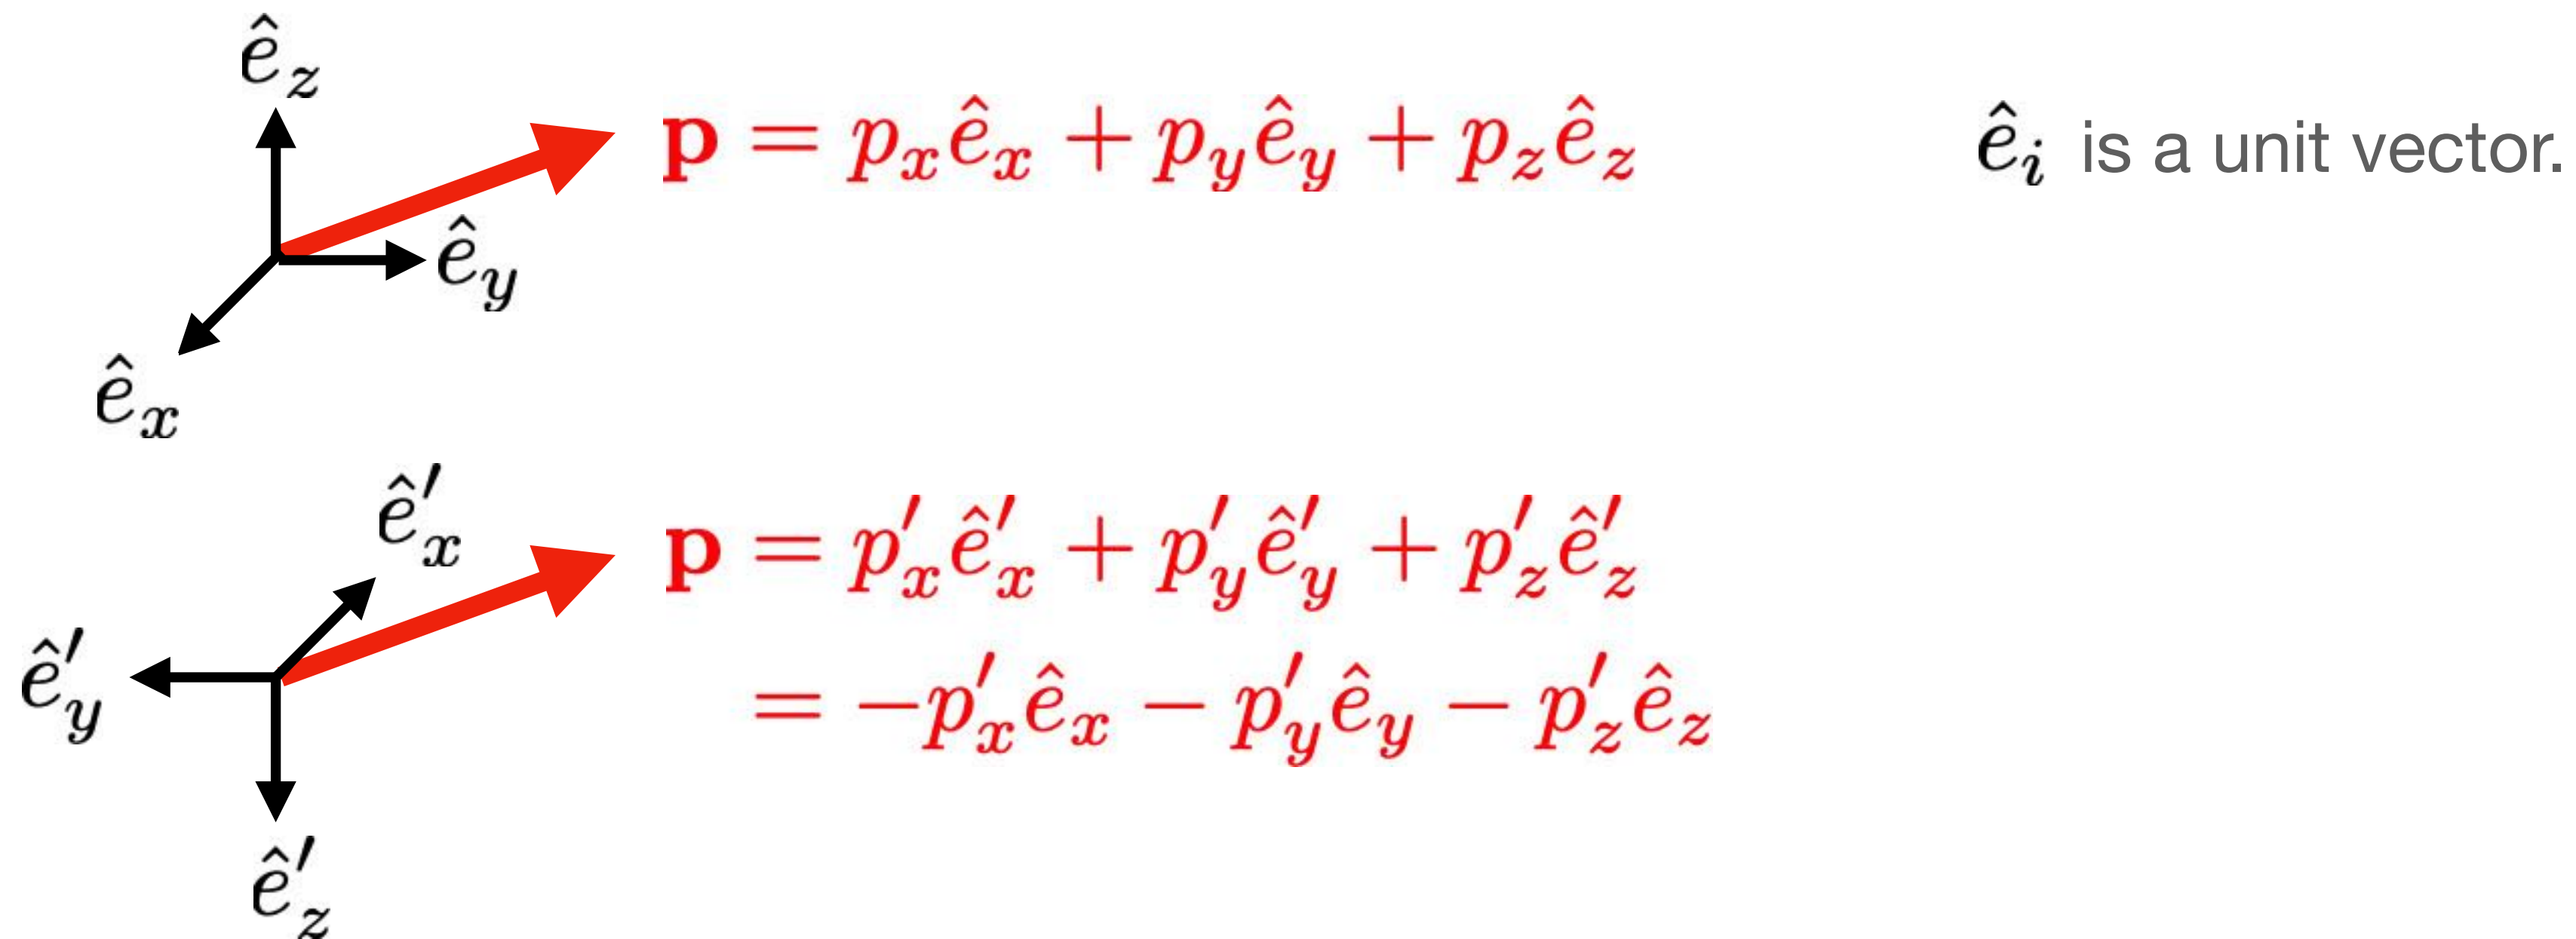 ê_z
p = p_x ê_x + p_y ê_y + p_z ê_z
ê_i is a unit vector.
ê_y
ê_x
ê′_x
p = p′_x ê′_x + p′_y ê′_y + p′_z ê′_z
ê′_y
= −p′_x ê_x − p′_y ê_y − p′_z ê_z
ê′_z